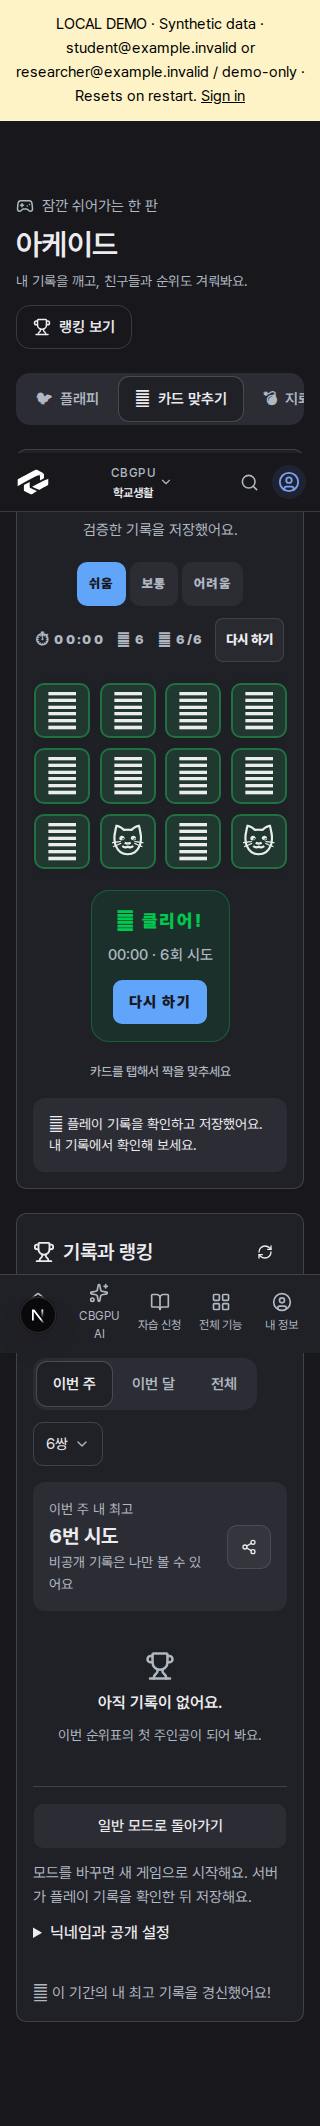 LOCAL DEMO · Synthetic data ·
student@example.invalid or
researcher@example.invalid / demo-only ·
Resets on restart. Sign in
잠깐 쉬어가는 한 판
아케이드
내 기록을 깨고, 친구들과 순위도 겨뤄봐요.
랭킹 보기
플래피 카드 맞추기
CBGPU
학교생활
검증한 기록을 저장했어요.
쉬움 보통 어려움
00:00 6 6/6 다시 하기
클리어!
00:00 · 6회 시도
다시 하기
카드를 탭해서 짝을 맞추세요
플레이 기록을 확인하고 저장했어요.
내 기록에서 확인해 보세요.
기록과 랭킹
CBGPU
AI
자습 신청 전체 기능 내 정보
이번 주 이번 달 전체
6쌍
이번 주 내 최고
6번 시도
비공개 기록은 나만 볼 수 있
어요
아직 기록이 없어요.
이번 순위표의 첫 주인공이 되어 봐요.
일반 모드로 돌아가기
모드를 바꾸면 새 게임으로 시작해요. 서버
가 플레이 기록을 확인한 뒤 저장해요.
▶ 닉네임과 공개 설정
이 기간의 내 최고 기록을 경신했어요!